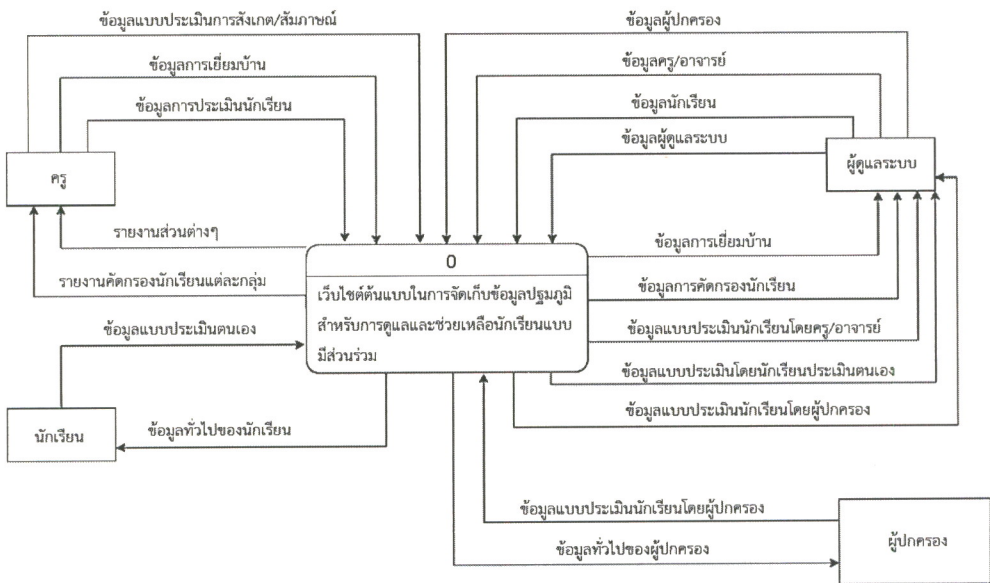 ข้อมูลแบบประเมินการสังเกต/สัมภาษณ์
ข้อมูลการเยี่ยมบ้าน
ข้อมูลการประเมินนักเรียน
ครู
รายงานส่วนต่างๆ
รายงานคัดกรองนักเรียนแต่ละกลุ่ม
ข้อมูลผู้ปกครอง
ข้อมูลครู/อาจารย์
ข้อมูลนักเรียน
ข้อมูลผู้ดูแลระบบ
ผู้ดูแลระบบ
0
เว็บไซต์ต้นแบบในการจัดเก็บข้อมูลปฐมภูมิ
สำหรับการดูแลและช่วยเหลือนักเรียนแบบ
มีส่วนร่วม
ข้อมูลการเยี่ยมบ้าน
ข้อมูลการคัดกรองนักเรียน
ข้อมูลแบบประเมินนักเรียนโดยครู/อาจารย์
ข้อมูลแบบประเมินโดยนักเรียนประเมินตนเอง
ข้อมูลแบบประเมินนักเรียนโดยผู้ปกครอง
ข้อมูลแบบประเมินตนเอง
นักเรียน
ข้อมูลทั่วไปของนักเรียน
ข้อมูลแบบประเมินนักเรียนโดยผู้ปกครอง
ข้อมูลทั่วไปของผู้ปกครอง
ผู้ปกครอง